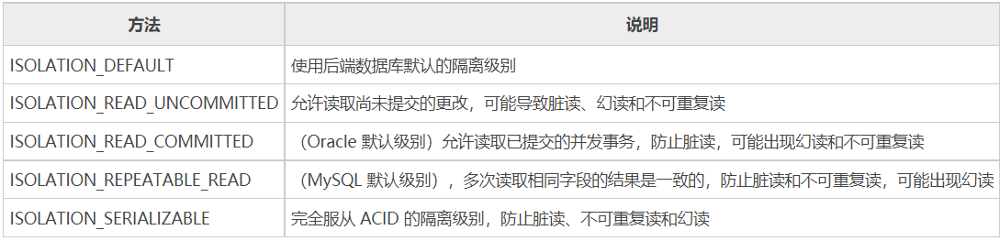 方法 说明
ISOLATION_DEFAULT 使用后端数据库默认的隔离级别
ISOLATION_READ_UNCOMMITTED 允许读取尚未提交的更改，可能导致脏读、幻读和不可重复读
ISOLATION_READ_COMMITTED （Oracle 默认级别）允许读取已提交的并发事务，防止脏读，可能出现幻读和不可重复读
ISOLATION_REPEATABLE_READ （MySQL 默认级别），多次读取相同字段的结果是一致的，防止脏读和不可重复读，可能出现幻读
ISOLATION_SERIALIZABLE 完全服从 ACID 的隔离级别，防止脏读、不可重复读和幻读